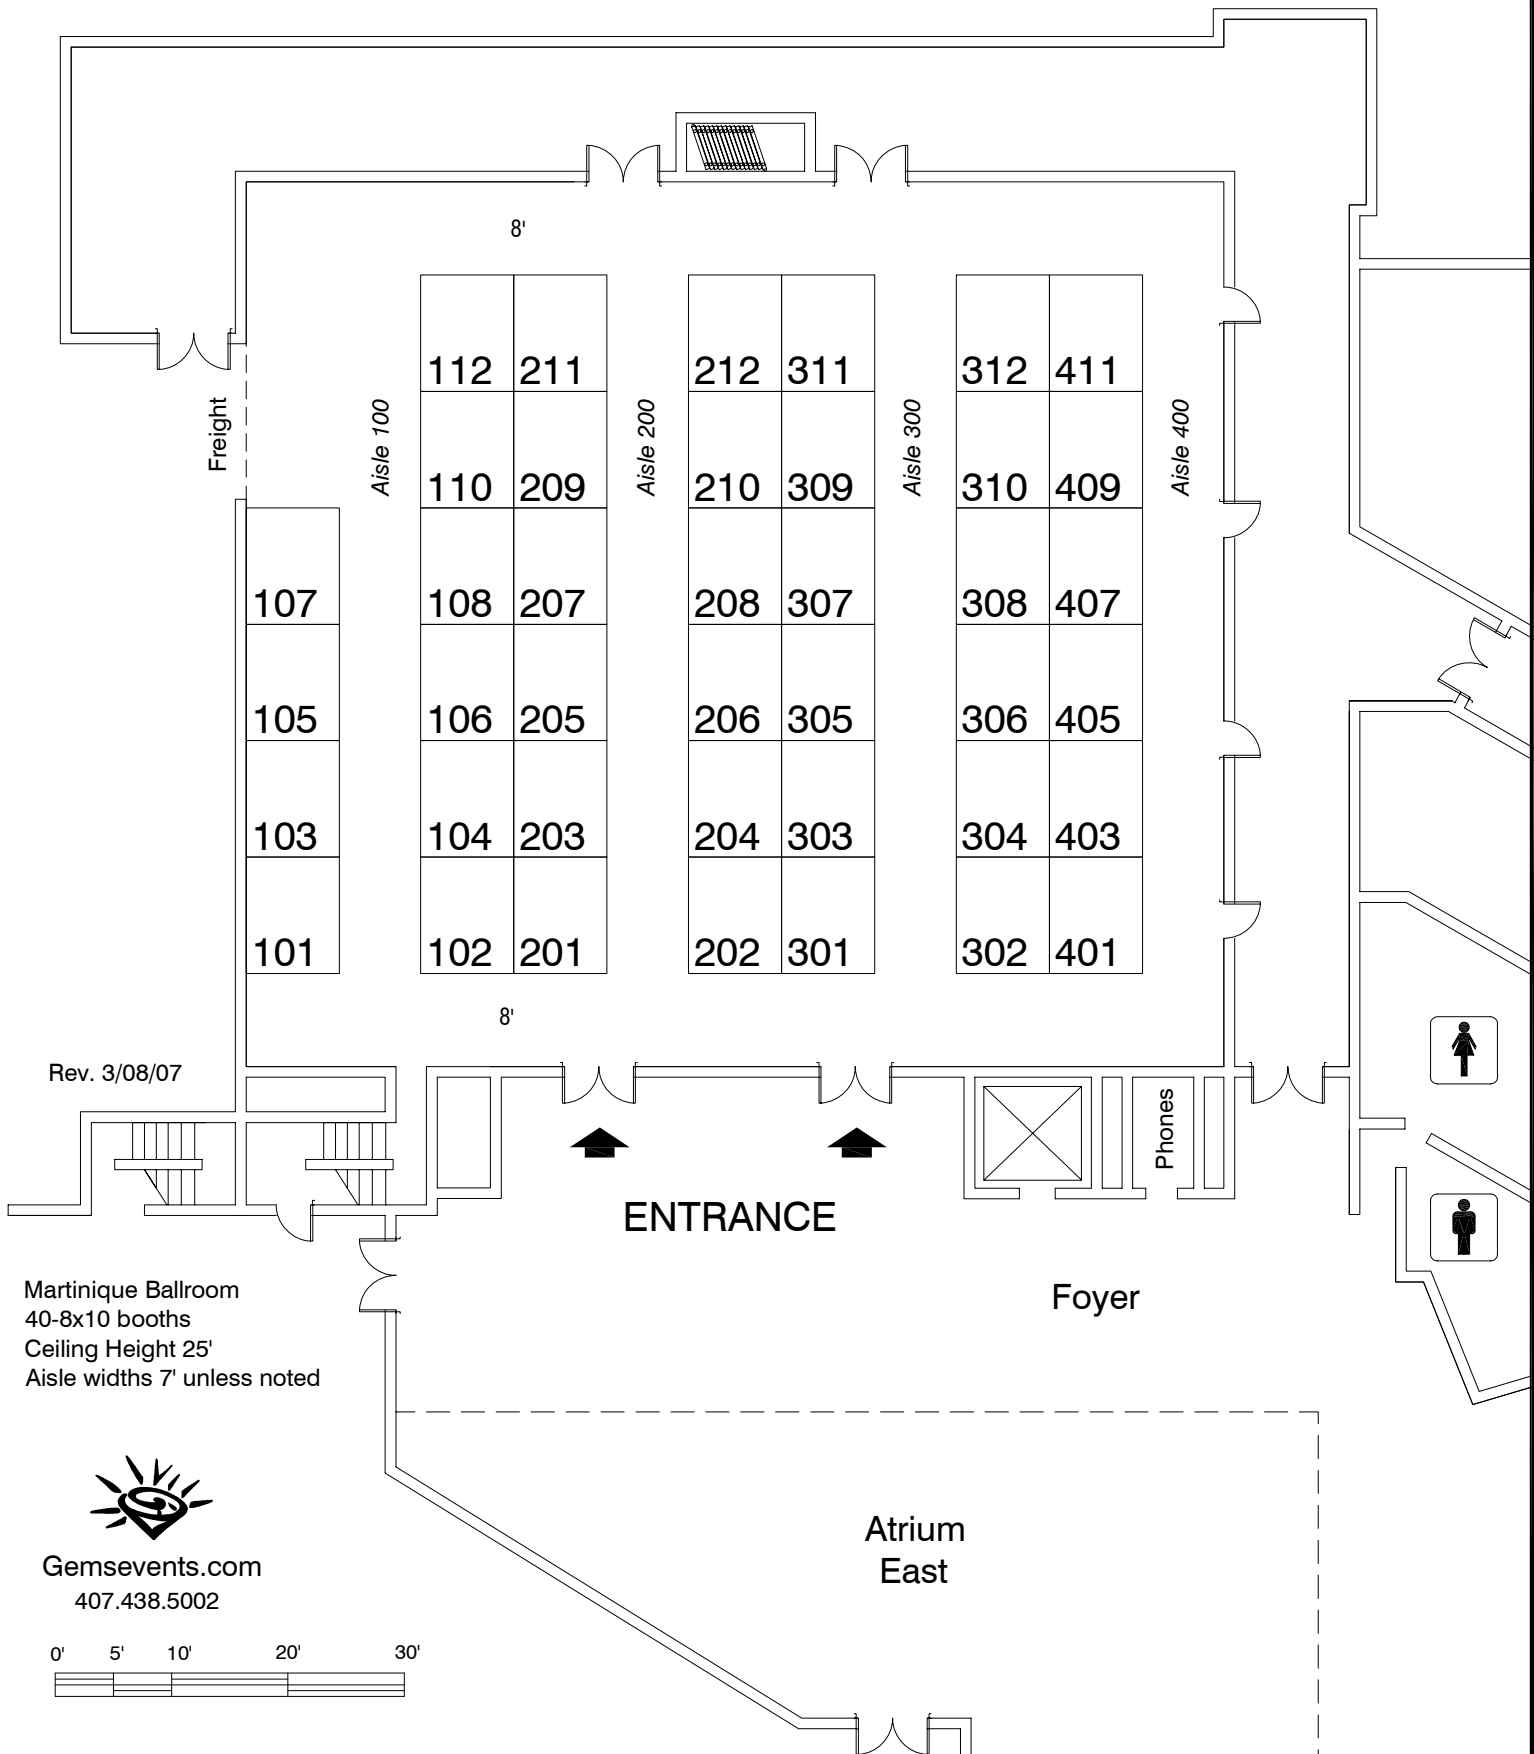 8'
112 211 212 311 312 411
Freight
Aisle 100
Aisle 200
Aisle 300
Aisle 400
110 209 210 309 310 409
107 108 207 208 307 308 407
105 106 205 206 305 306 405
103 104 203 204 303 304 403
101 102 201 202 301 302 401
8'
Rev. 3/08/07
Phones
ENTRANCE
Foyer
Martinique Ballroom
40-8x10 booths
Ceiling Height 25'
Aisle widths 7' unless noted
Atrium
East
Gemsevents.com
407.438.5002
0' 5' 10' 20' 30'